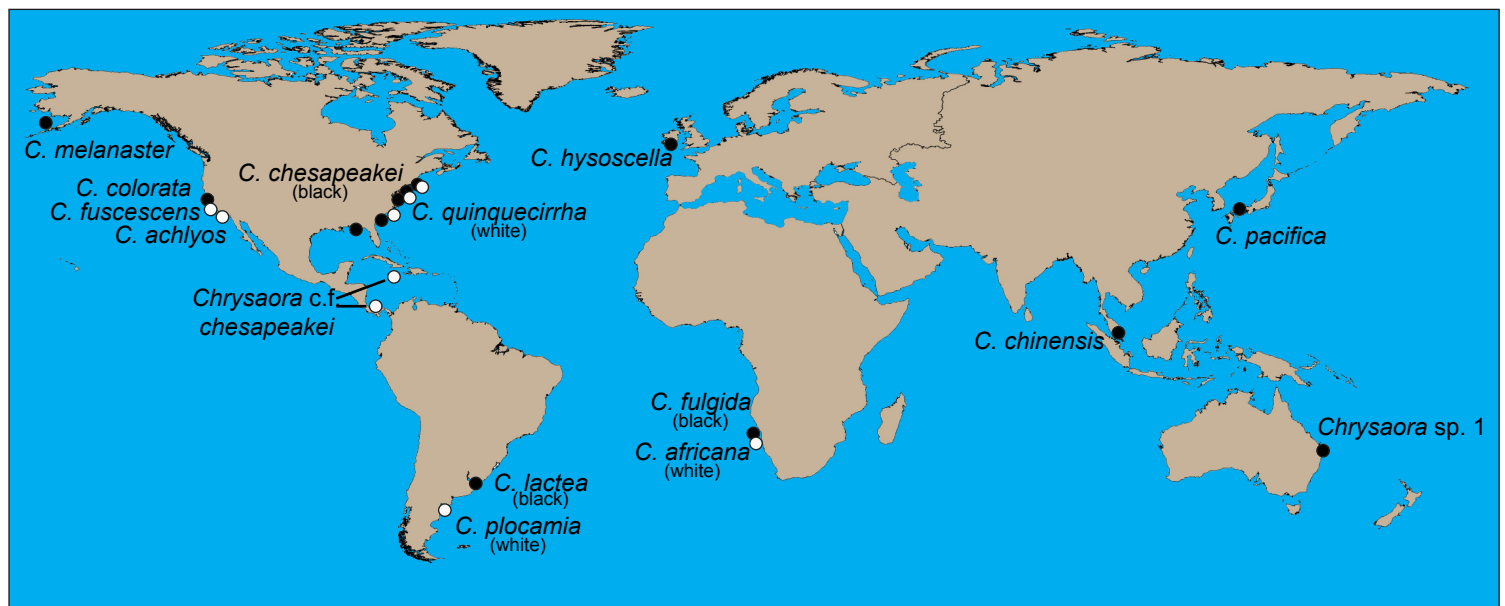 C. melanaster
C. colorata
C. fuscescens
C. achlyos
C. chesapeakei
(black)
C. quinquecirrha
(white)
Chrysaora c.f
chesapeakei
C. hysoscella
C. pacifica
C. chinensis
C. fulgida
(black)
C. africana
(white)
Chrysaora sp. 1
C. lactea
(black)
C. plocamia
(white)